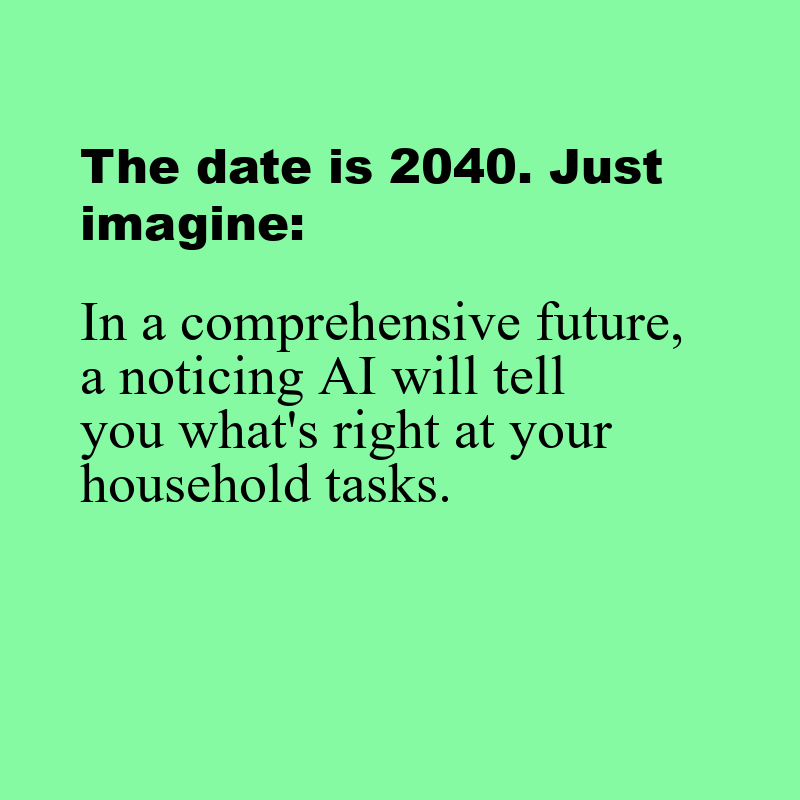 The date is 2040. Just
imagine:
In a comprehensive future,
a noticing AI will tell
you what's right at your
household tasks.